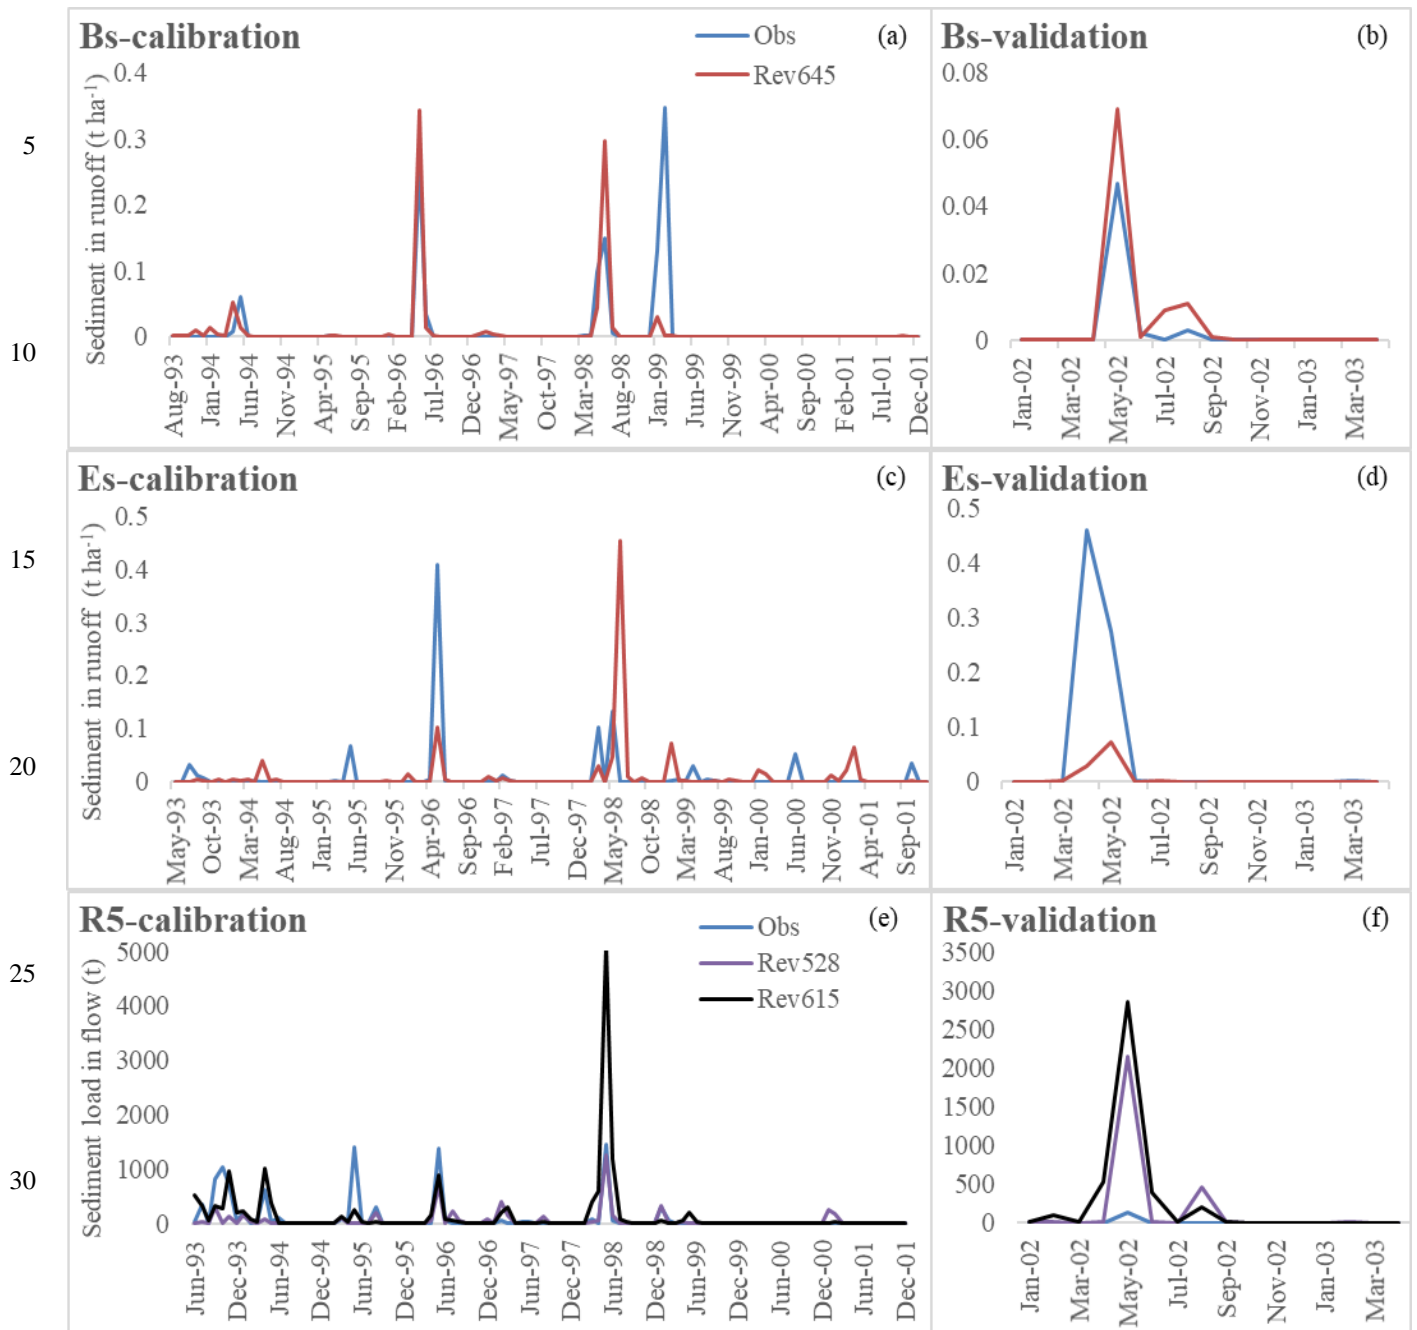 Bs-calibration
Obs
Rev645
(a)
Sediment in runoff (t ha-1)
0.4
0.3
0.2
0.1
0
Aug-93
Jan-94
Jun-94
Nov-94
Apr-95
Sep-95
Feb-96
Jul-96
Dec-96
May-97
Oct-97
Mar-98
Aug-98
Jan-99
Jun-99
Nov-99
Apr-00
Sep-00
Feb-01
Jul-01
Dec-01
Bs-validation
(b)
0.08
0.06
0.04
0.02
0
Jan-02
Mar-02
May-02
Jul-02
Sep-02
Nov-02
Jan-03
Mar-03
5
10
Es-calibration
(c)
Sediment in runoff (t ha-1)
0.5
0.4
0.3
0.2
0.1
0
May-93
Oct-93
Mar-94
Aug-94
Jan-95
Jun-95
Nov-95
Apr-96
Sep-96
Feb-97
Jul-97
Dec-97
May-98
Oct-98
Mar-99
Aug-99
Jan-00
Jun-00
Nov-00
Apr-01
Sep-01
Es-validation
(d)
0.5
0.4
0.3
0.2
0.1
0
Jan-02
Mar-02
May-02
Jul-02
Sep-02
Nov-02
Jan-03
Mar-03
15
20
R5-calibration
(e)
Obs
Rev528
Rev615
Sediment load in flow (t)
5000
4000
3000
2000
1000
0
Jun-93
Dec-93
Jun-94
Dec-94
Jun-95
Dec-95
Jun-96
Dec-96
Jun-97
Dec-97
Jun-98
Dec-98
Jun-99
Dec-99
Jun-00
Dec-00
Jun-01
Dec-01
R5-validation
(f)
3500
3000
2500
2000
1500
1000
500
0
Jan-02
Mar-02
May-02
Jul-02
Sep-02
Nov-02
Jan-03
Mar-03
25
30